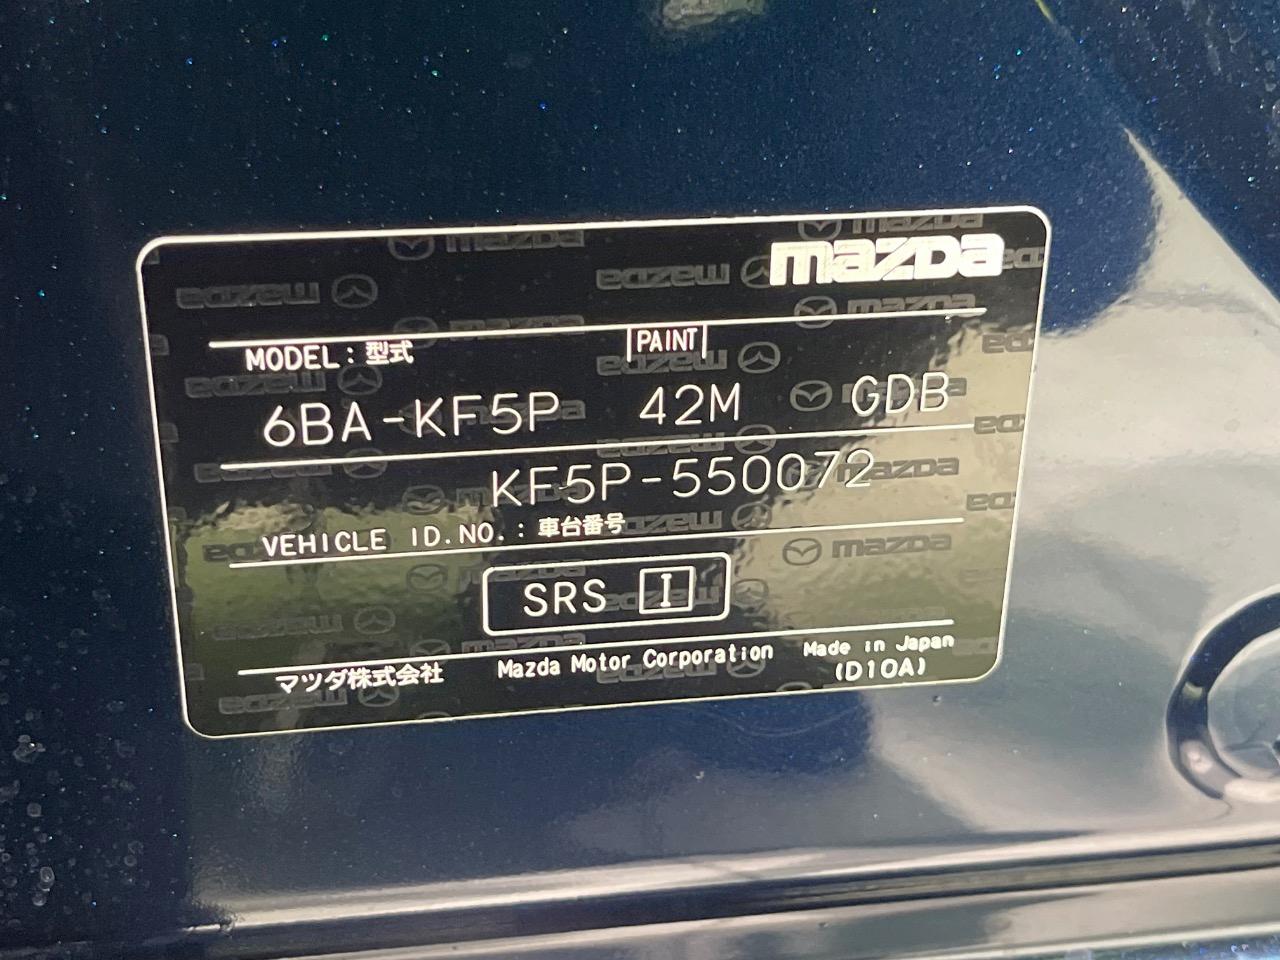 mazda
MODEL : 型式 PAINT
6BA-KF5P 42M GDB
KF5P-550072
VEHICLE ID.NO. : 車台番号
SRS I
マツダ株式会社 Mazda Motor Corporation Made in Japan
(D10A)